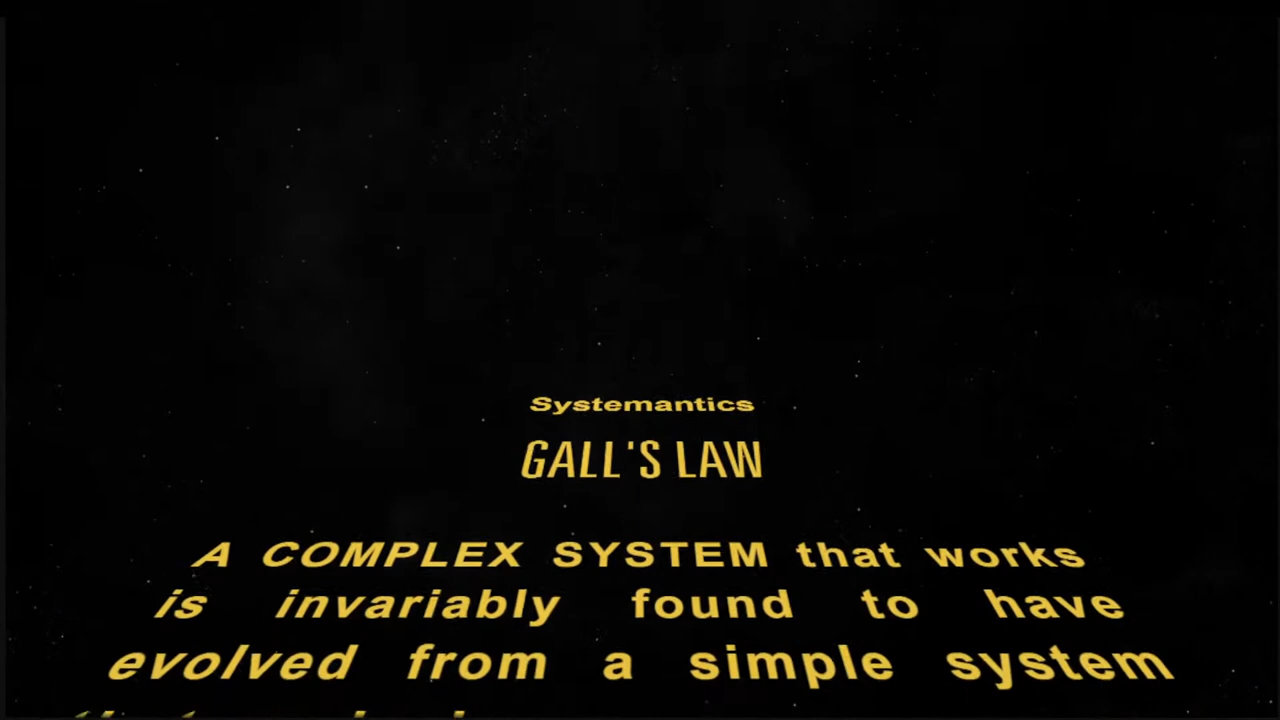 Systemantics
GALL'S LAW
A COMPLEX SYSTEM that works
is invariably found to have
evolved from a simple system